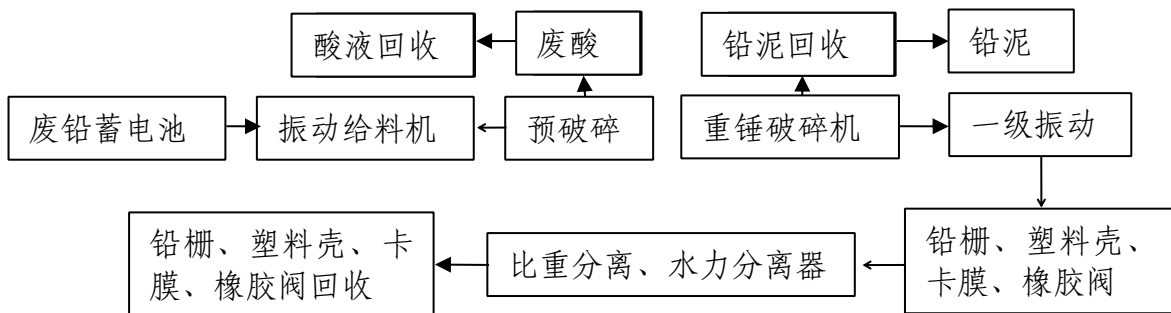 酸液回收
废酸
铅泥回收
铅泥
废铅蓄电池
振动给料机
预破碎
重锤破碎机
一级振动
铅栅、塑料壳、卡
膜、橡胶阀回收
比重分离、水力分离器
铅栅、塑料壳、
卡膜、橡胶阀